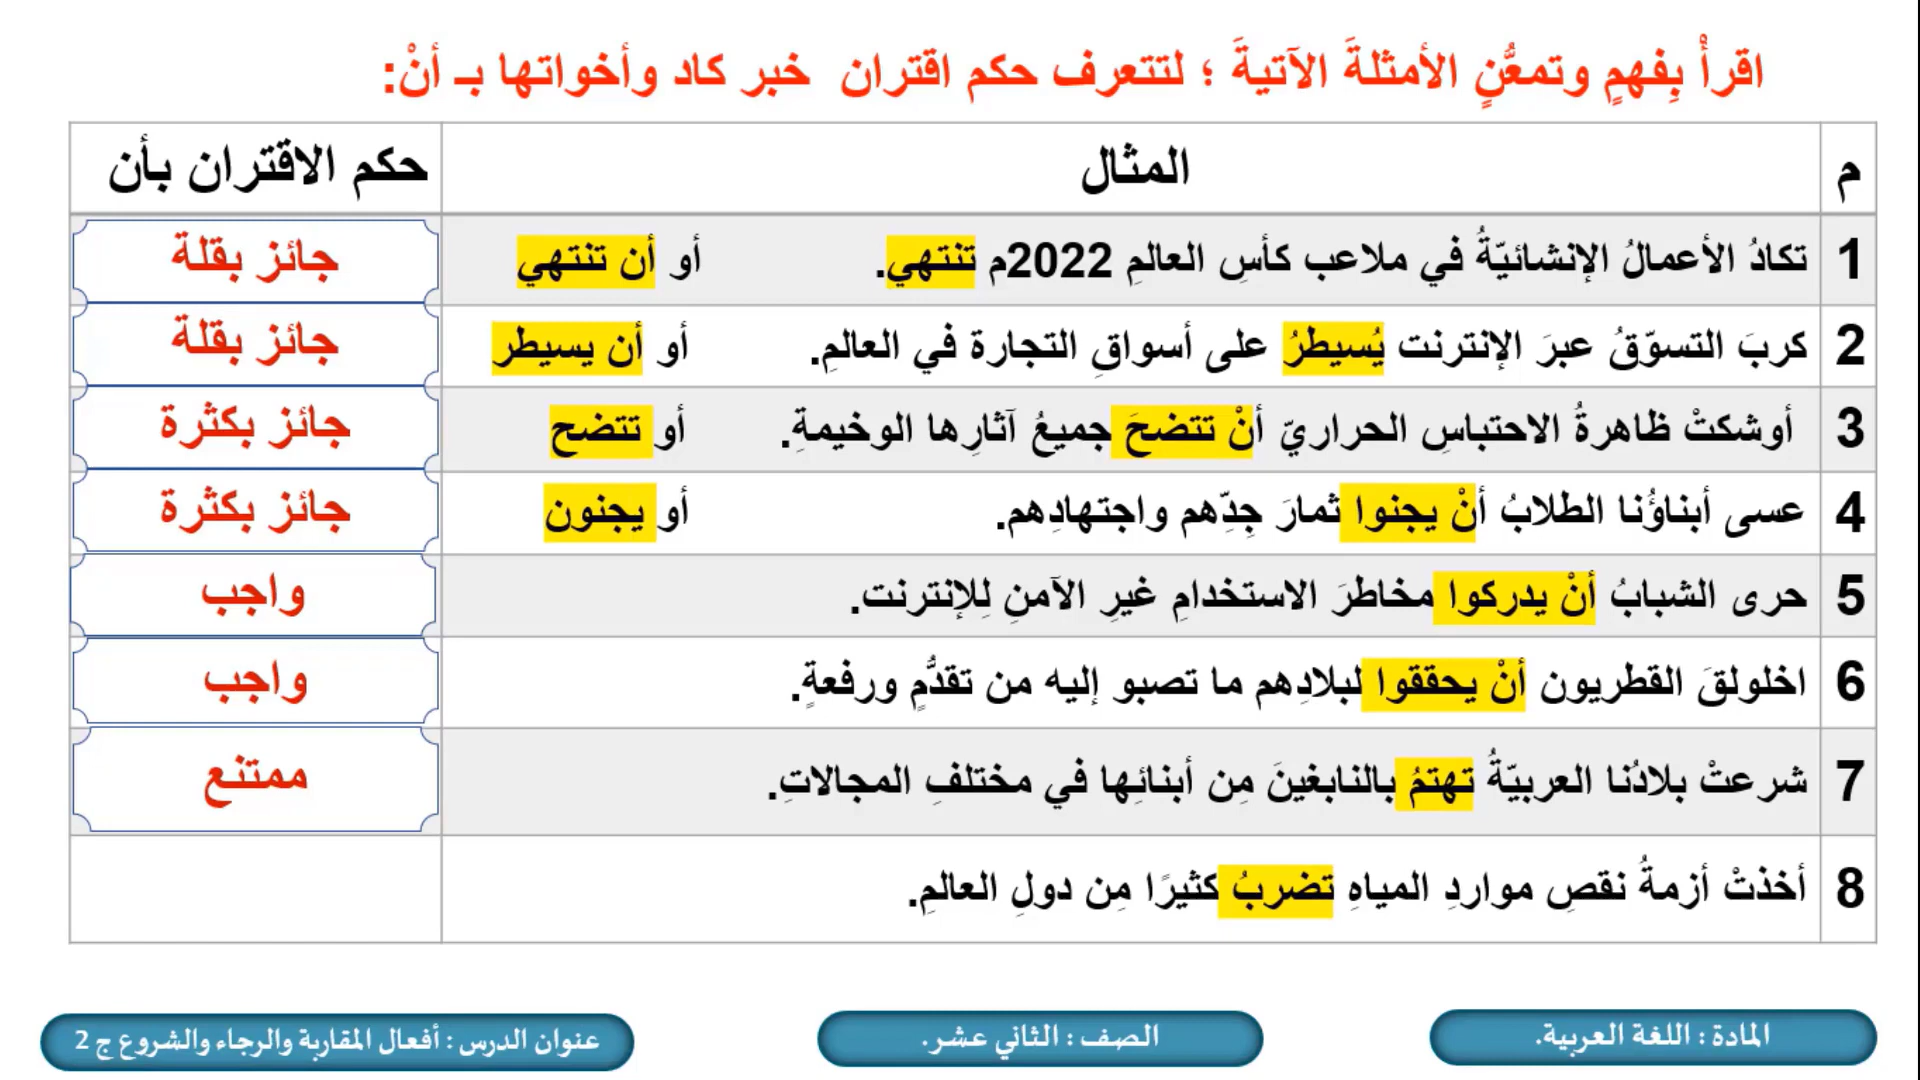 اقرأْ بِفهمٍ وتمعُّنٍ الأمثلةَ الآتيةَ ؛ لتتعرف حكم اقتران خبر كاد وأخواتها بـ أنْ:
م المثال حكم الاقتران بأن
1 تكادُ الأعمالُ الإنشائيّةُ في ملاعب كأسِ العالمِ 2022م تنتهي. أو أن تنتهي جائز بقلة
2 كربَ التسوّقُ عبرَ الإنترنت يُسيطرُ على أسواقِ التجارة في العالمِ. أو أن يسيطر جائز بقلة
3 أوشكتْ ظاهرةُ الاحتباسِ الحراريّ أنْ تتضحَ جميعُ آثارِها الوخيمةِ. أو تتضح جائز بكثرة
4 عسى أبناؤُنا الطلابُ أنْ يجنوا ثمارَ جِدّهم واجتهادِهم. أو يجنون جائز بكثرة
5 حرى الشبابُ أنْ يدركوا مخاطرَ الاستخدامِ غيرِ الآمنِ لِلإنترنت. واجب
6 اخلولقَ القطريون أنْ يحققوا لبلادِهم ما تصبو إليه من تقدُّمٍ ورفعةٍ. واجب
7 شرعتْ بلادُنا العربيّةُ تهتمُ بالنابغينَ مِن أبنائِها في مختلفِ المجالاتِ. ممتنع
8 أخذتْ أزمةُ نقصِ مواردِ المياهِ تضربُ كثيرًا مِن دولِ العالمِ.
المادة : اللغة العربية.
الصف : الثاني عشر.
عنوان الدرس : أفعال المقاربة والرجاء والشروع ج 2